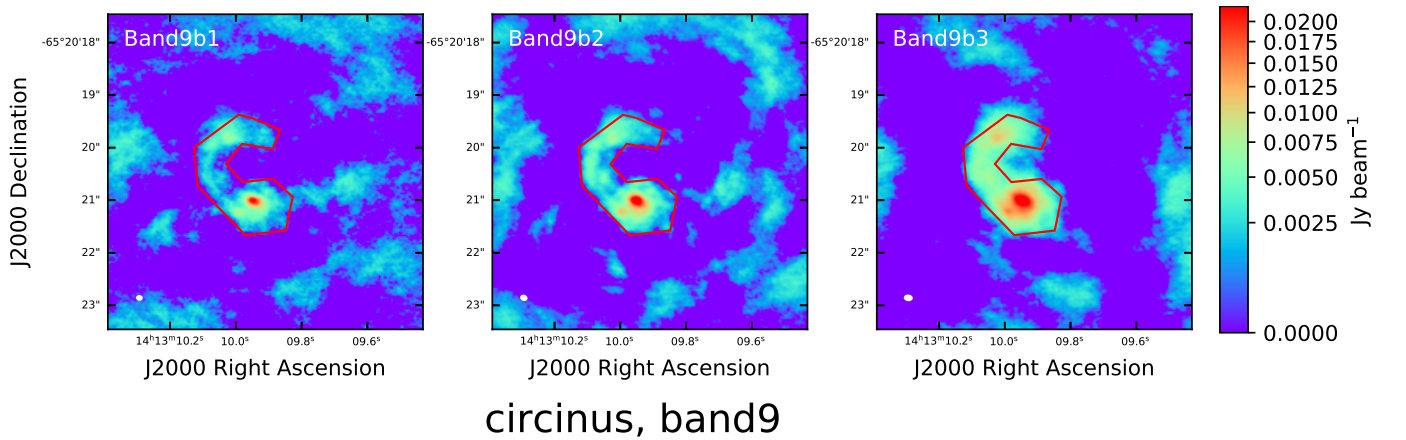 Band9b1
Band9b2
Band9b3
J2000 Declination
-65°20'18"
19"
20"
21"
22"
23"
14ʰ13ᵐ10.2ˢ 10.0ˢ 09.8ˢ 09.6ˢ
J2000 Right Ascension
-65°20'18"
19"
20"
21"
22"
23"
14ʰ13ᵐ10.2ˢ 10.0ˢ 09.8ˢ 09.6ˢ
J2000 Right Ascension
-65°20'18"
19"
20"
21"
22"
23"
14ʰ13ᵐ10.2ˢ 10.0ˢ 09.8ˢ 09.6ˢ
J2000 Right Ascension
0.0200
0.0175
0.0150
0.0125
0.0100
0.0075
0.0050
0.0025
0.0000
Jy beam⁻¹
circinus, band9